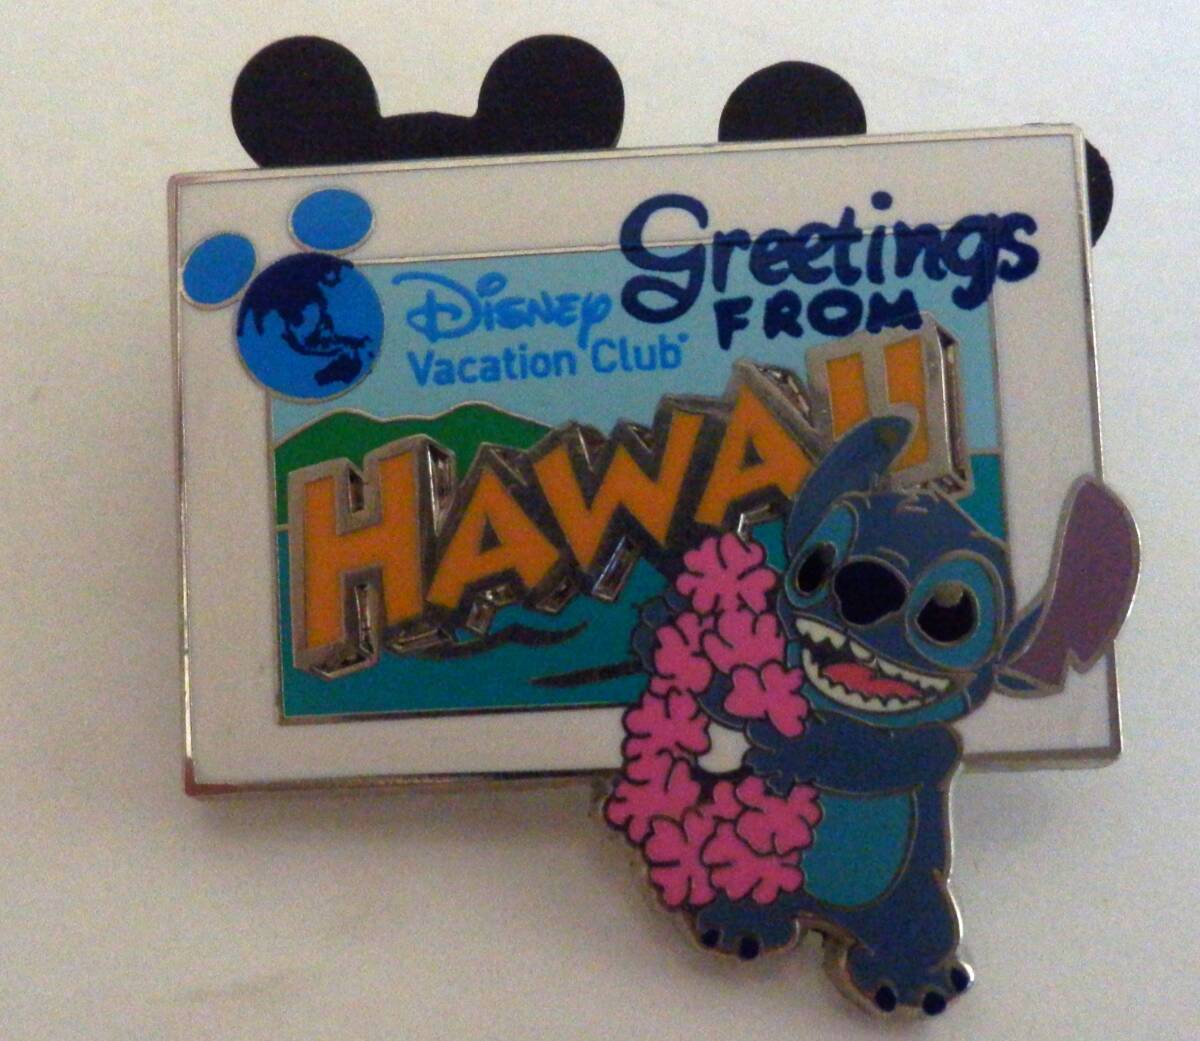 Greetings
FROM
Disney
Vacation Club®
HAWAII